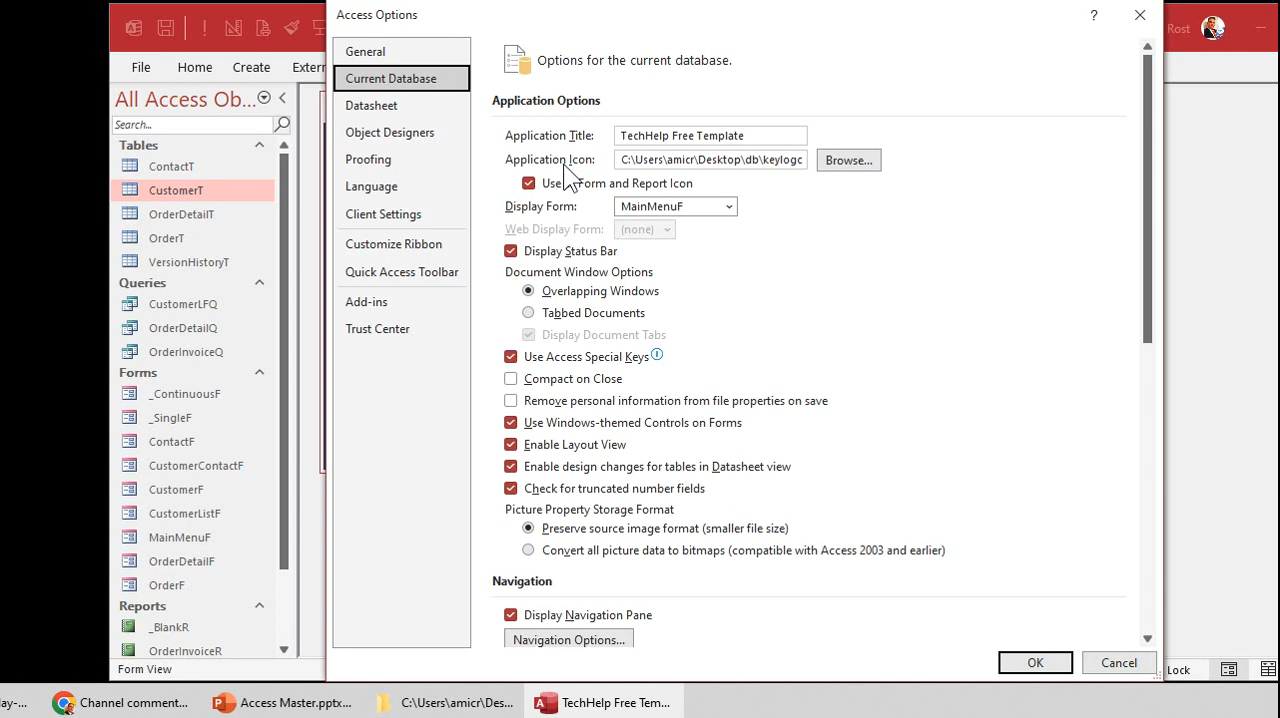 Access Options
?
Rost
File
Home
Create
Extern
All Access Ob...
Search...
Tables
ContactT
CustomerT
OrderDetailT
OrderT
VersionHistoryT
Queries
CustomerLFQ
OrderDetailQ
OrderInvoiceQ
Forms
_ContinuousF
_SingleF
ContactF
CustomerContactF
CustomerF
CustomerListF
MainMenuF
OrderDetailF
OrderF
Reports
_BlankR
OrderInvoiceR
Form View
General
Current Database
Datasheet
Object Designers
Proofing
Language
Client Settings
Customize Ribbon
Quick Access Toolbar
Add-ins
Trust Center
Options for the current database.
Application Options
Application Title: TechHelp Free Template
Application Icon: C:\Users\amicr\Desktop\db\keylogc Browse...
Use Form and Report Icon
Display Form: MainMenuF
Web Display Form: (none)
Display Status Bar
Document Window Options
Overlapping Windows
Tabbed Documents
Display Document Tabs
Use Access Special Keys
Compact on Close
Remove personal information from file properties on save
Use Windows-themed Controls on Forms
Enable Layout View
Enable design changes for tables in Datasheet view
Check for truncated number fields
Picture Property Storage Format
Preserve source image format (smaller file size)
Convert all picture data to bitmaps (compatible with Access 2003 and earlier)
Navigation
Display Navigation Pane
Navigation Options...
OK
Cancel
Lock
lay-...
Channel comment...
Access Master.pptx...
C:\Users\amicr\Des...
TechHelp Free Tem...